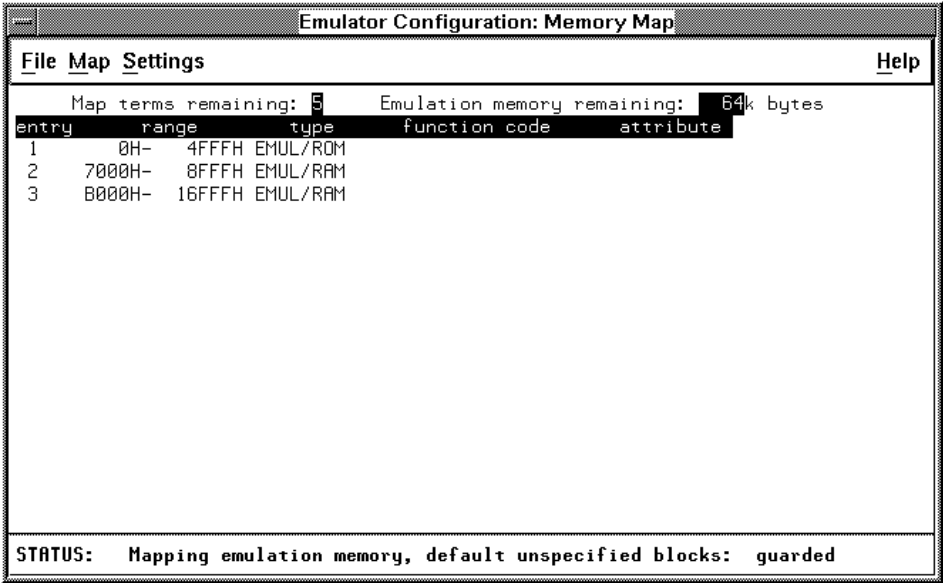 Emulator Configuration: Memory Map
File Map Settings Help
Map terms remaining: 5 Emulation memory remaining: 64k bytes
entry range type function code attribute
1 0H- 4FFFH EMUL/ROM
2 7000H- 8FFFH EMUL/RAM
3 B000H- 16FFFH EMUL/RAM
STATUS: Mapping emulation memory, default unspecified blocks: guarded